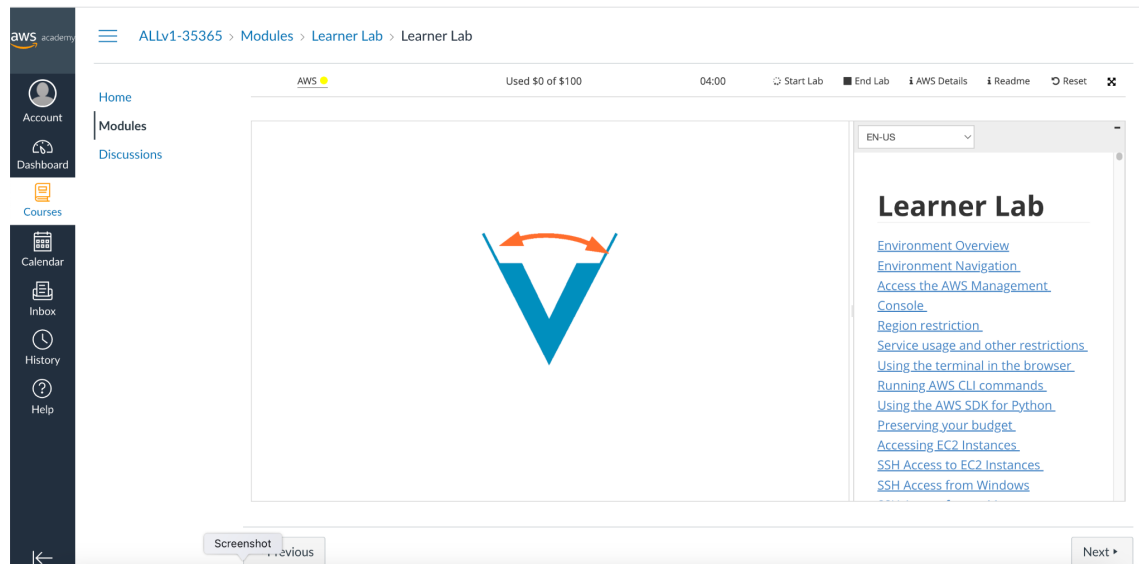 aws academy
ALLv1-35365 > Modules > Learner Lab > Learner Lab
AWS
Used $0 of $100
04:00
Start Lab
End Lab
i AWS Details
i Readme
Reset
Account
Dashboard
Courses
Calendar
Inbox
History
Help
Home
Modules
Discussions
EN-US
Learner Lab
Environment Overview
Environment Navigation
Access the AWS Management
Console
Region restriction
Service usage and other restrictions
Using the terminal in the browser
Running AWS CLI commands
Using the AWS SDK for Python
Preserving your budget
Accessing EC2 Instances
SSH Access to EC2 Instances
SSH Access from Windows
Screenshot
Previous
Next